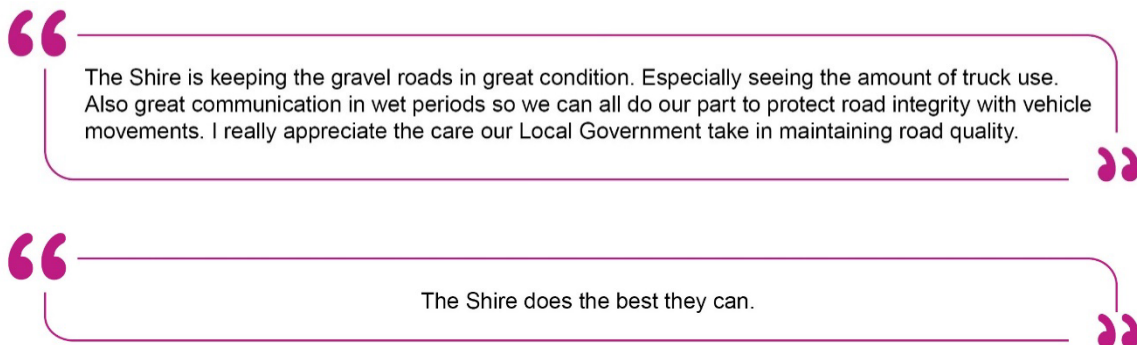 The Shire is keeping the gravel roads in great condition. Especially seeing the amount of truck use.
Also great communication in wet periods so we can all do our part to protect road integrity with vehicle
movements. I really appreciate the care our Local Government take in maintaining road quality.
The Shire does the best they can.